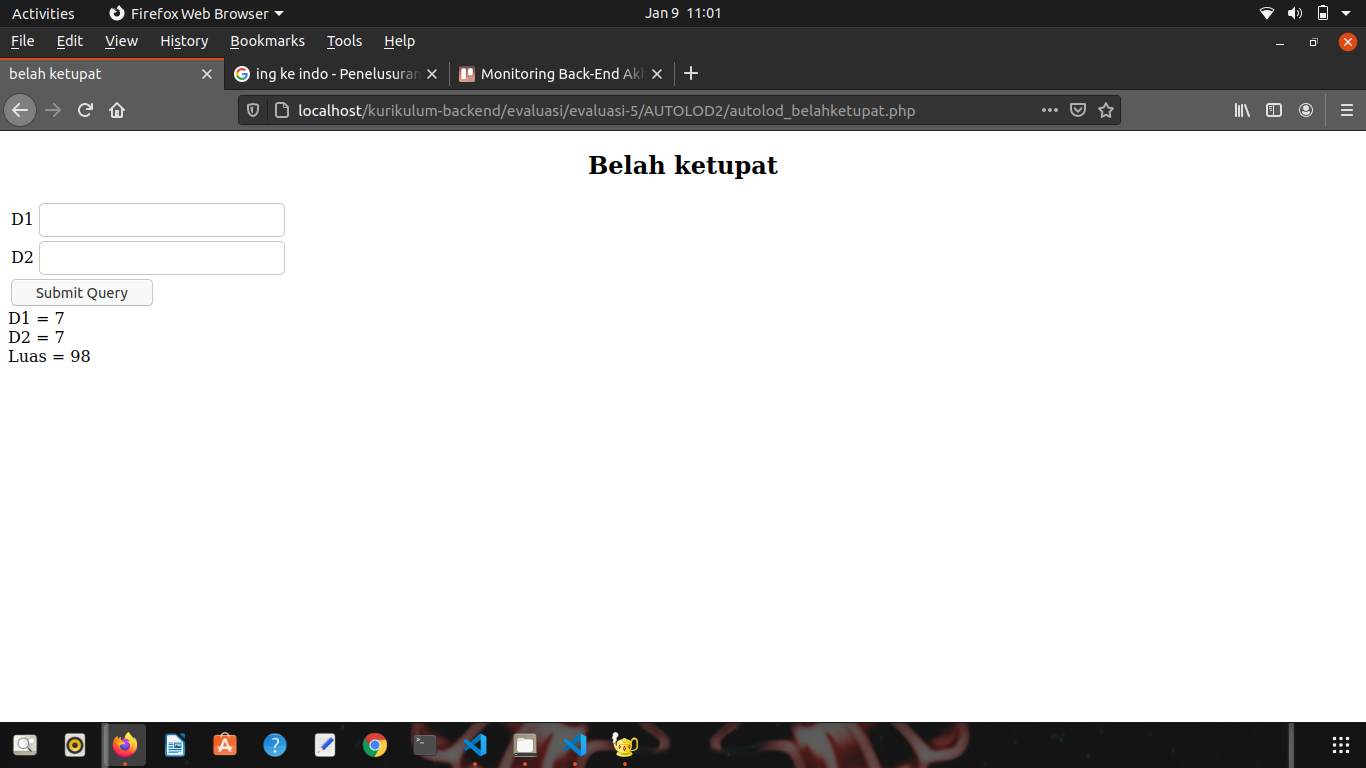 Activities Firefox Web Browser Jan 9 11:01
File Edit View History Bookmarks Tools Help
belah ketupat ing ke indo - Penelusuran Monitoring Back-End
localhost/kurikulum-backend/evaluasi/evaluasi-5/AUTOLOD2/autolod_belahketupat.php
Belah ketupat
D1
D2
Submit Query
D1 = 7
D2 = 7
Luas = 98